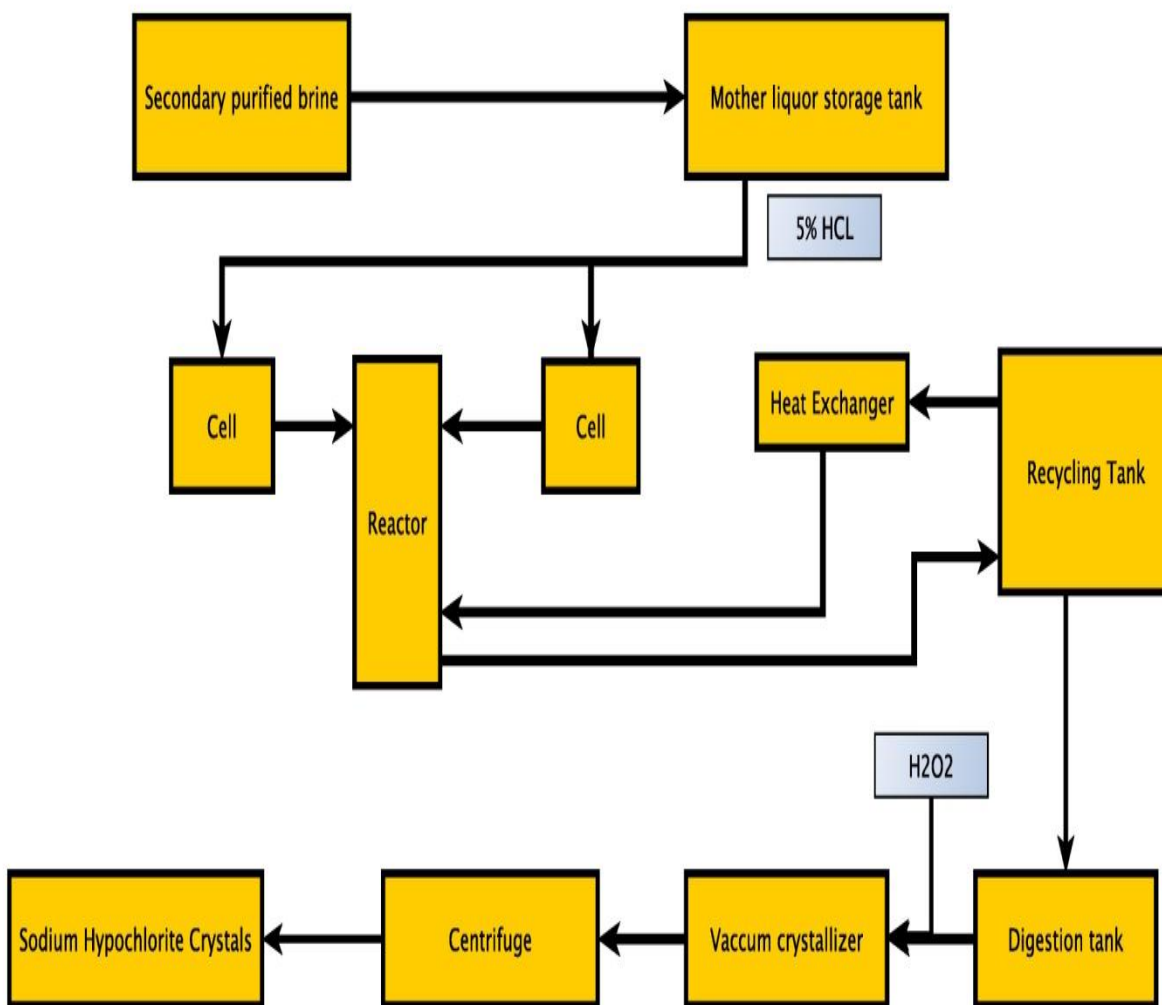 Secondary purified brine
Mother liquor storage tank
5% HCL
Cell
Reactor
Cell
Heat Exchanger
Recycling Tank
H2O2
Sodium Hypochlorite Crystals
Centrifuge
Vaccum crystallizer
Digestion tank